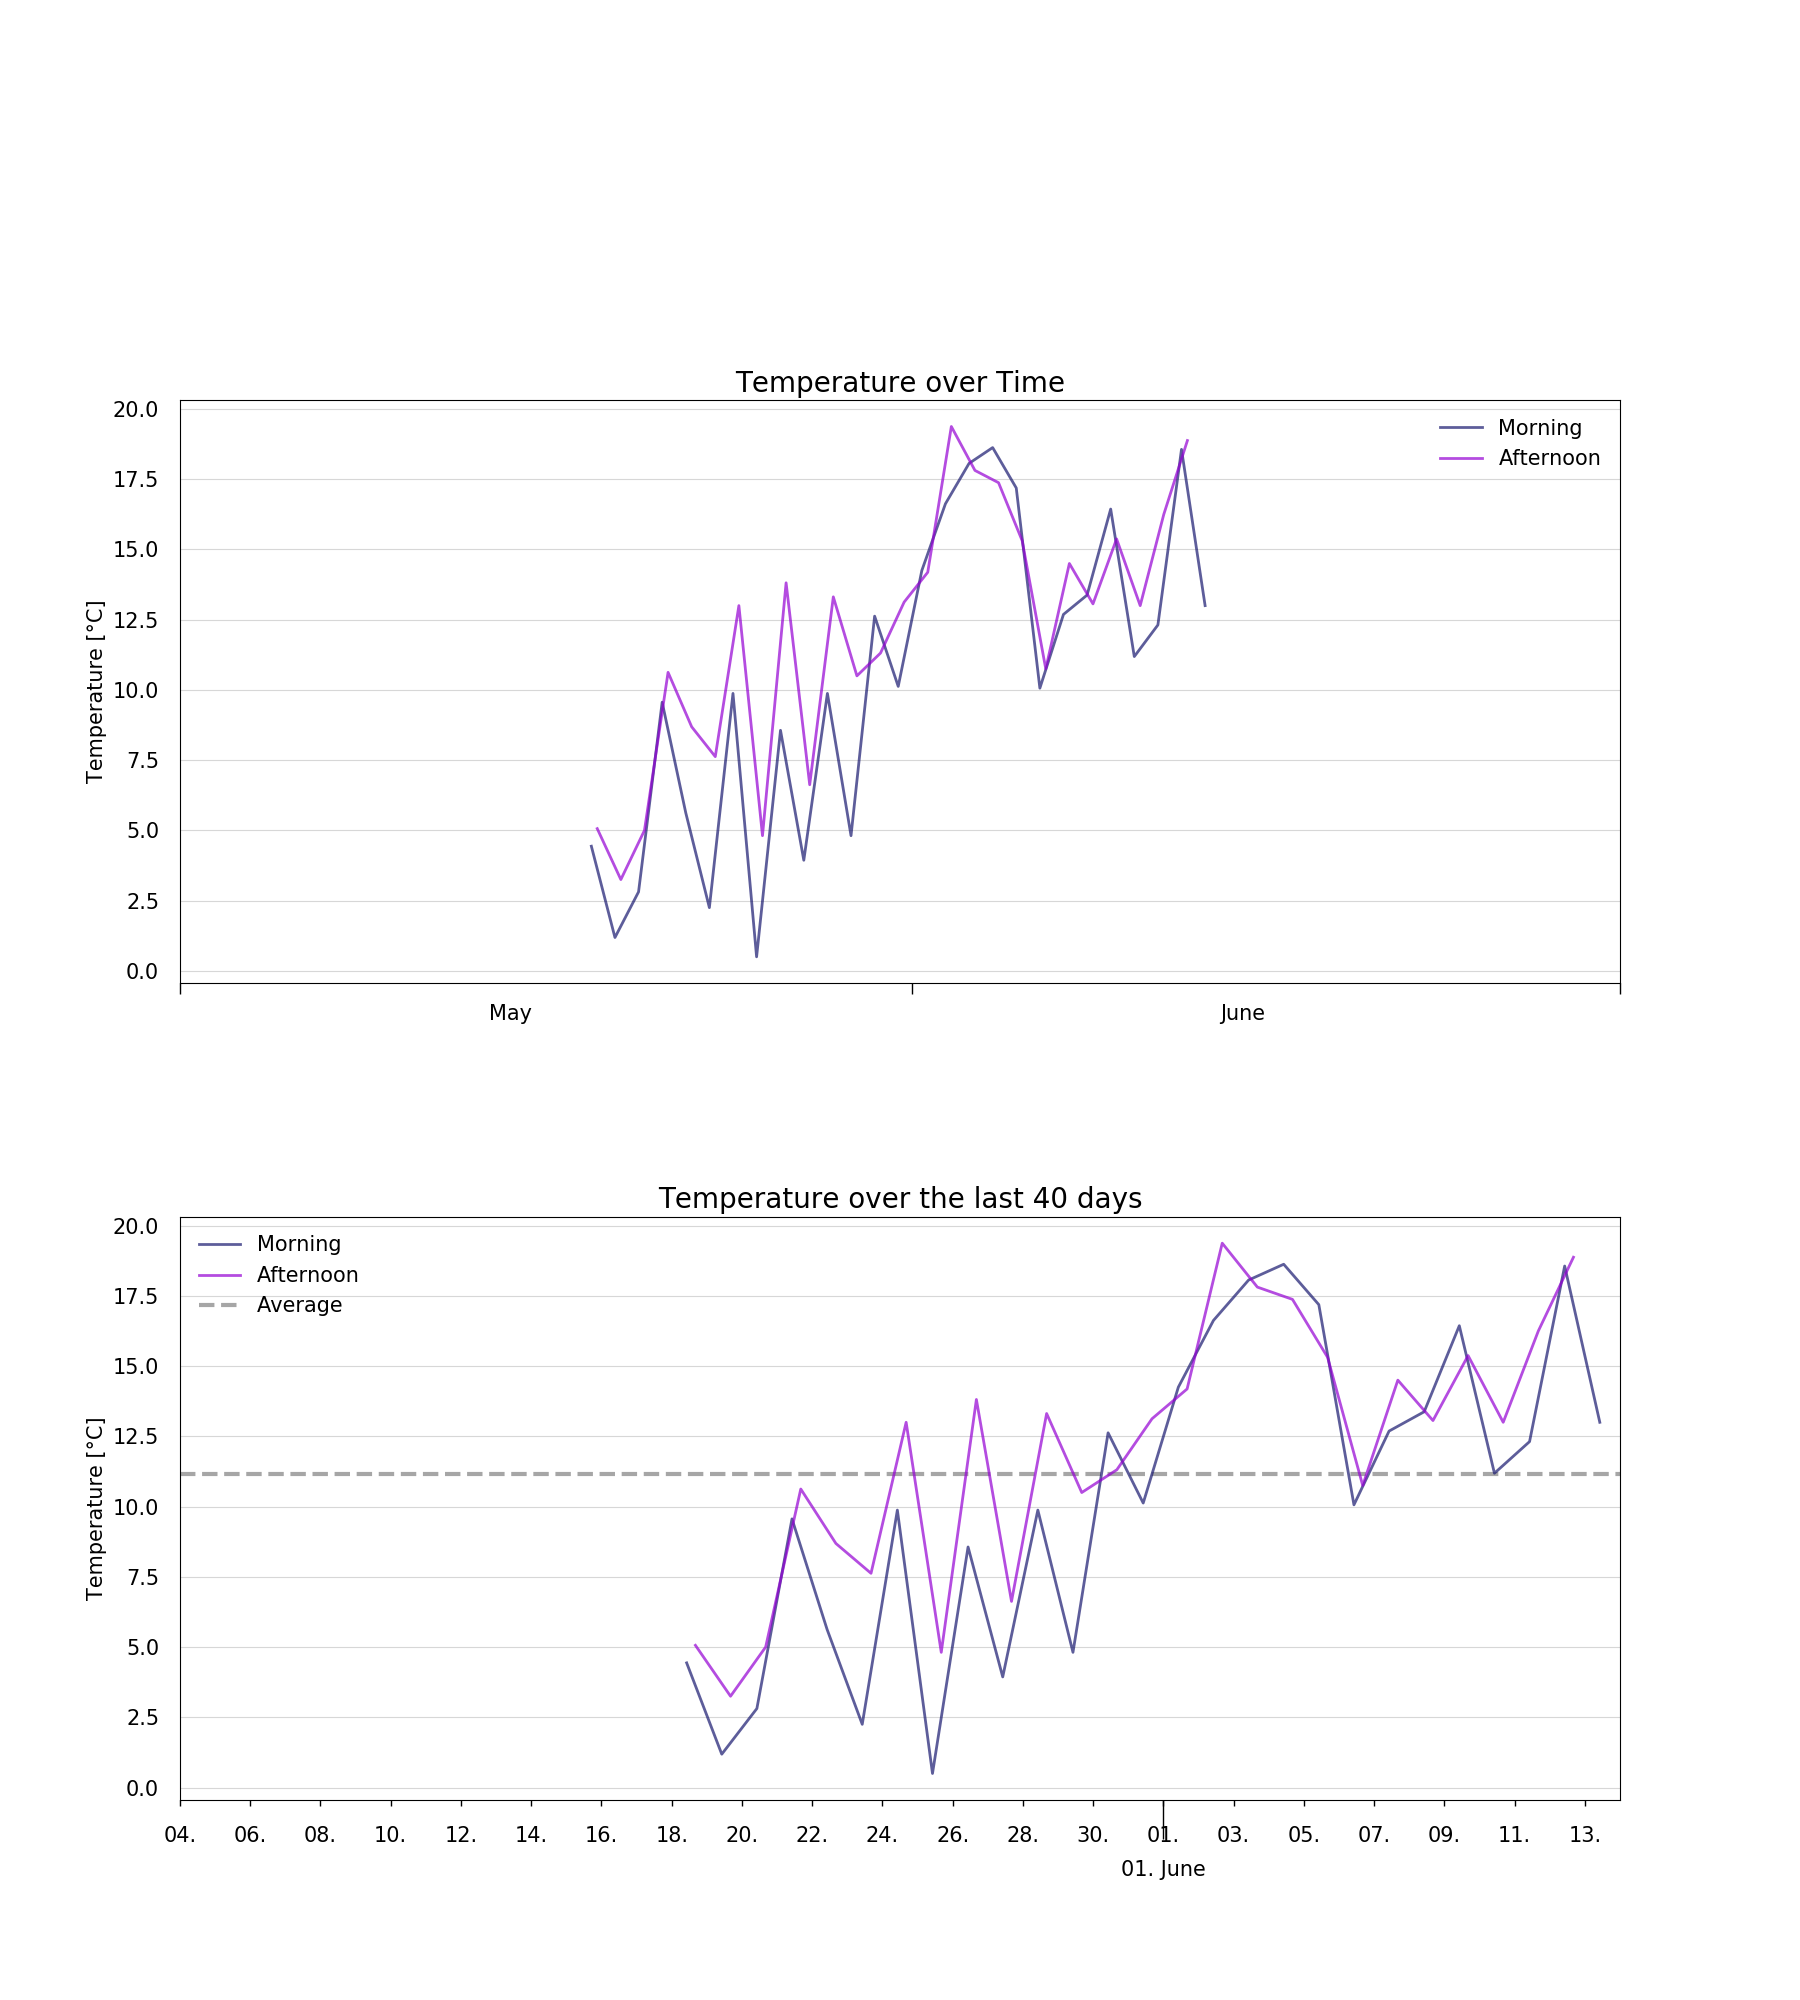 Temperature over Time
20.0
17.5
15.0
12.5
10.0
7.5
5.0
2.5
0.0
Temperature [°C]
Morning
Afternoon
May June
Temperature over the last 40 days
20.0
17.5
15.0
12.5
10.0
7.5
5.0
2.5
0.0
Temperature [°C]
Morning
Afternoon
Average
04. 06. 08. 10. 12. 14. 16. 18. 20. 22. 24. 26. 28. 30. 01. 03. 05. 07. 09. 11. 13.
01. June